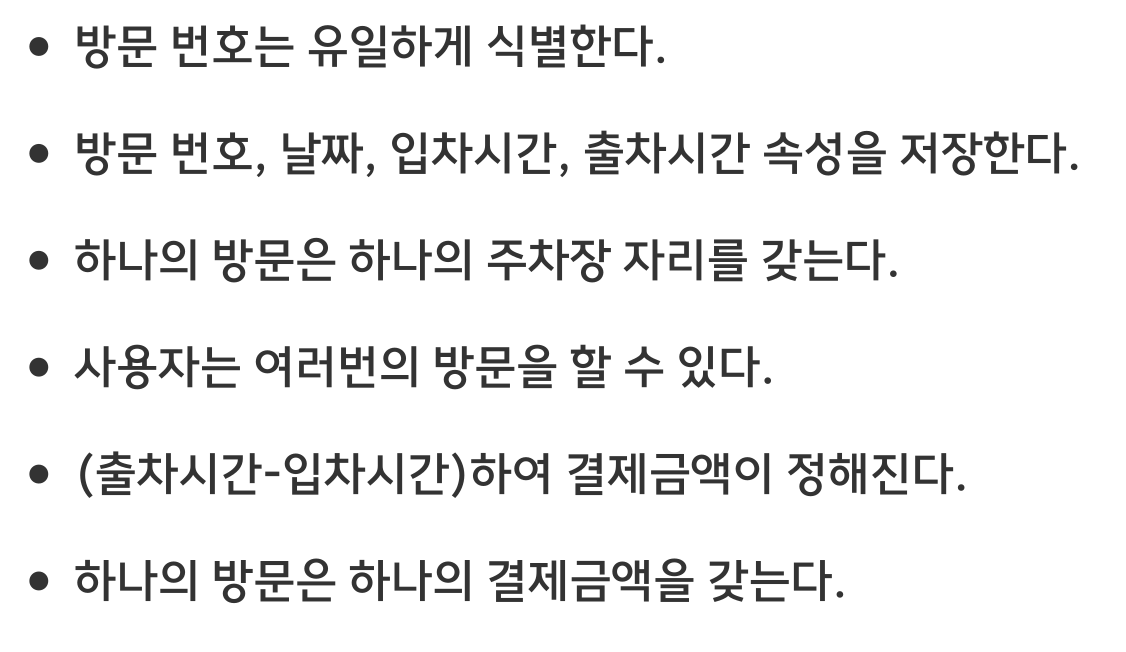 • 방문 번호는 유일하게 식별한다.
• 방문 번호, 날짜, 입차시간, 출차시간 속성을 저장한다.
• 하나의 방문은 하나의 주차장 자리를 갖는다.
• 사용자는 여러번의 방문을 할 수 있다.
• (출차시간-입차시간)하여 결제금액이 정해진다.
• 하나의 방문은 하나의 결제금액을 갖는다.